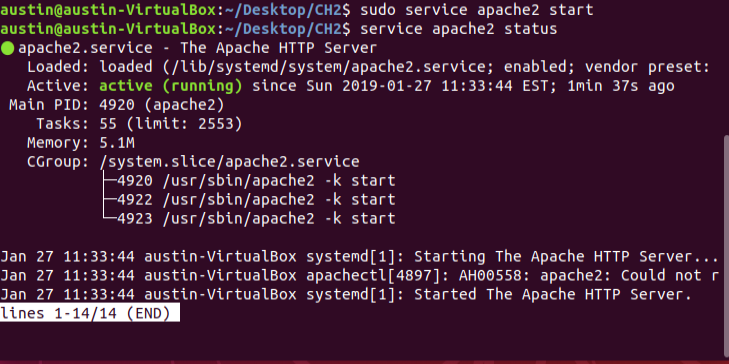 austin@austin-VirtualBox:~/Desktop/CH2$ sudo service apache2 start
austin@austin-VirtualBox:~/Desktop/CH2$ service apache2 status
● apache2.service - The Apache HTTP Server
   Loaded: loaded (/lib/systemd/system/apache2.service; enabled; vendor preset:
   Active: active (running) since Sun 2019-01-27 11:33:44 EST; 1min 37s ago
 Main PID: 4920 (apache2)
    Tasks: 55 (limit: 2553)
   Memory: 5.1M
   CGroup: /system.slice/apache2.service
           ├─4920 /usr/sbin/apache2 -k start
           ├─4922 /usr/sbin/apache2 -k start
           └─4923 /usr/sbin/apache2 -k start
Jan 27 11:33:44 austin-VirtualBox systemd[1]: Starting The Apache HTTP Server...
Jan 27 11:33:44 austin-VirtualBox apachectl[4897]: AH00558: apache2: Could not r
Jan 27 11:33:44 austin-VirtualBox systemd[1]: Started The Apache HTTP Server.
lines 1-14/14 (END)